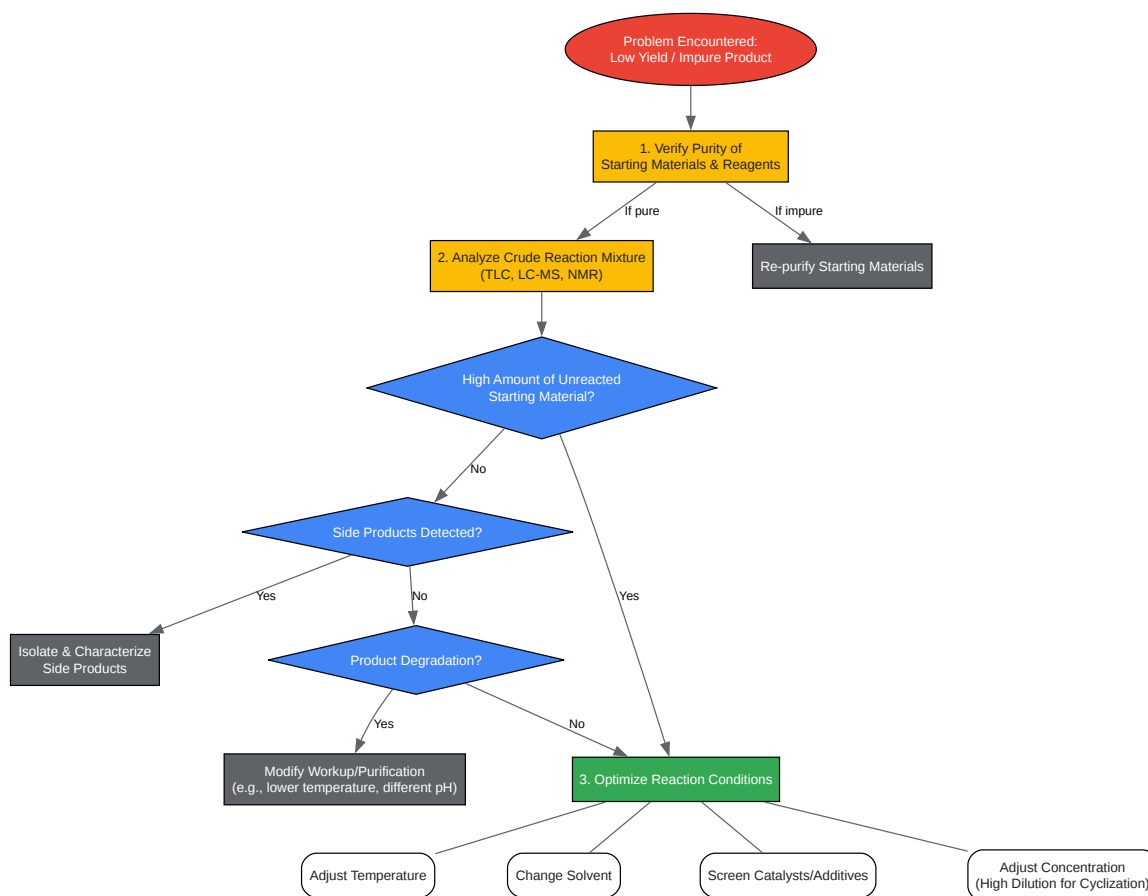 Problem Encountered:
Low Yield / Impure Product
1. Verify Purity of
Starting Materials & Reagents
If pure
If impure
2. Analyze Crude Reaction Mixture
(TLC, LC-MS, NMR)
Re-purify Starting Materials
High Amount of Unreacted
Starting Material?
No
Side Products Detected?
Yes
No
Yes
Isolate & Characterize
Side Products
Product Degradation?
Yes
No
Modify Workup/Purification
(e.g., lower temperature, different pH)
3. Optimize Reaction Conditions
Adjust Temperature
Change Solvent
Screen Catalysts/Additives
Adjust Concentration
(High Dilution for Cyclization)